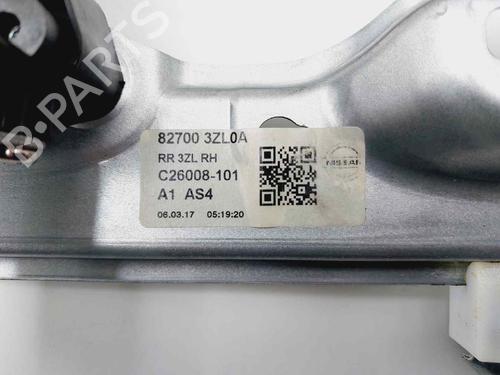 B-PARTS
82700 3ZL0A
RR 3ZL RH
C26008-101
A1 AS4
06.03.17 05:19:20
NISSAN